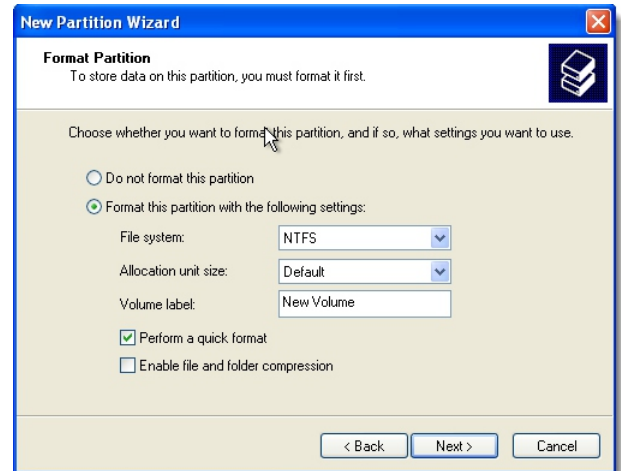 New Partition Wizard
Format Partition
To store data on this partition, you must format it first.
Choose whether you want to format this partition, and if so, what settings you want to use.
Do not format this partition
Format this partition with the following settings:
File system: NTFS
Allocation unit size: Default
Volume label: New Volume
Perform a quick format
Enable file and folder compression
< Back Next > Cancel